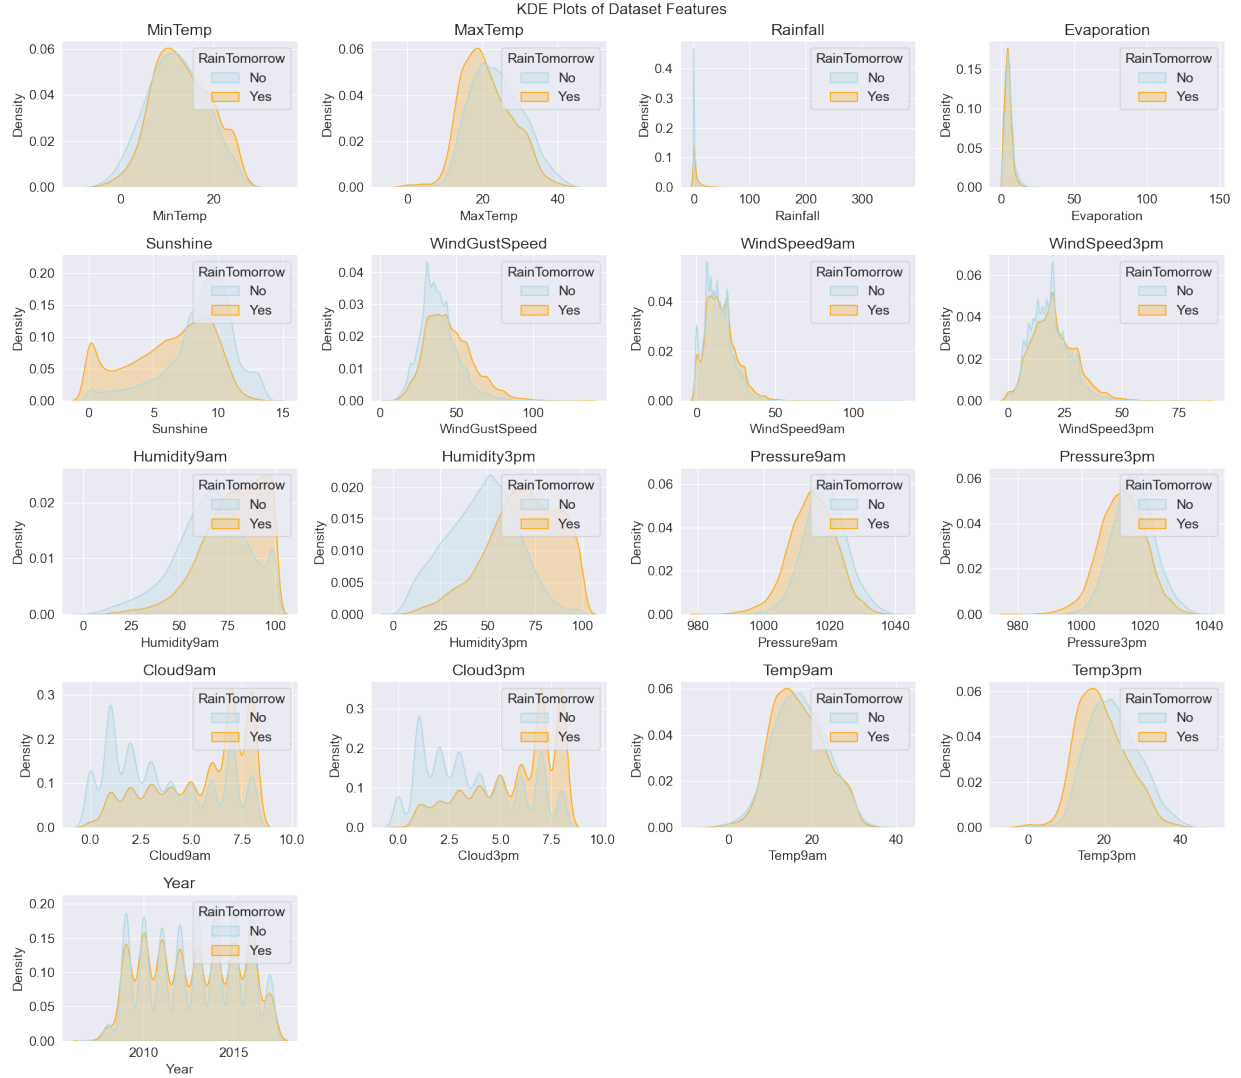 KDE Plots of Dataset Features
MinTemp
MaxTemp
Rainfall
Evaporation
0.06
0.04
0.02
0.00
Density
RainTomorrow
No
Yes
0 20
MinTemp
0.06
0.04
0.02
0.00
Density
RainTomorrow
No
Yes
0 20 40
MaxTemp
0.4
0.3
0.2
0.1
0.0
Density
RainTomorrow
No
Yes
0 100 200 300
Rainfall
0.15
0.10
0.05
0.00
Density
RainTomorrow
No
Yes
0 50 100 150
Evaporation
Sunshine
WindGustSpeed
WindSpeed9am
WindSpeed3pm
0.20
0.15
0.10
0.05
0.00
Density
RainTomorrow
No
Yes
0 5 10 15
Sunshine
0.04
0.03
0.02
0.01
0.00
Density
RainTomorrow
No
Yes
0 50 100
WindGustSpeed
0.04
0.02
0.00
Density
RainTomorrow
No
Yes
0 50 100
WindSpeed9am
0.06
0.04
0.02
0.00
Density
RainTomorrow
No
Yes
0 25 50 75
WindSpeed3pm
Humidity9am
Humidity3pm
Pressure9am
Pressure3pm
0.02
0.01
0.00
Density
RainTomorrow
No
Yes
0 25 50 75 100
Humidity9am
0.020
0.015
0.010
0.005
0.000
Density
RainTomorrow
No
Yes
0 25 50 75 100
Humidity3pm
0.06
0.04
0.02
0.00
Density
RainTomorrow
No
Yes
980 1000 1020 1040
Pressure9am
0.06
0.04
0.02
0.00
Density
RainTomorrow
No
Yes
980 1000 1020 1040
Pressure3pm
Cloud9am
Cloud3pm
Temp9am
Temp3pm
0.3
0.2
0.1
0.0
Density
RainTomorrow
No
Yes
0.0 2.5 5.0 7.5 10.0
Cloud9am
0.3
0.2
0.1
0.0
Density
RainTomorrow
No
Yes
0.0 2.5 5.0 7.5 10.0
Cloud3pm
0.06
0.04
0.02
0.00
Density
RainTomorrow
No
Yes
0 20 40
Temp9am
0.06
0.04
0.02
0.00
Density
RainTomorrow
No
Yes
0 20 40
Temp3pm
Year
0.20
0.15
0.10
0.05
0.00
Density
RainTomorrow
No
Yes
2010 2015
Year